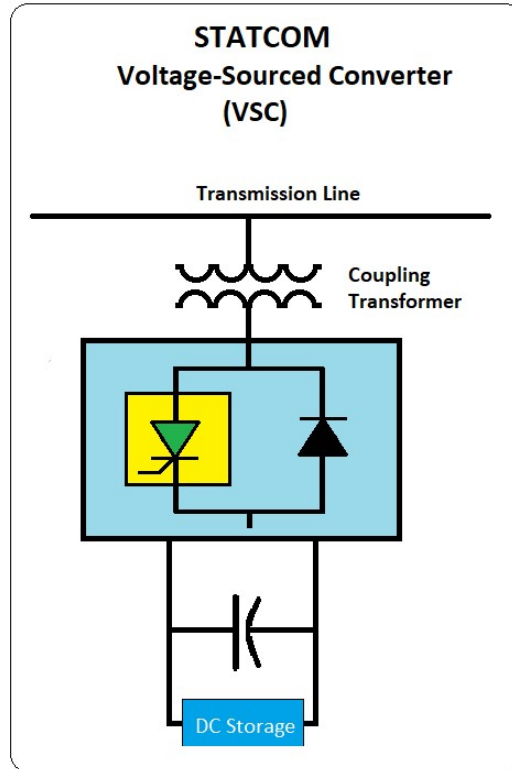 STATCOM
Voltage-Sourced Converter
(VSC)
Transmission Line
Coupling
Transformer
DC Storage